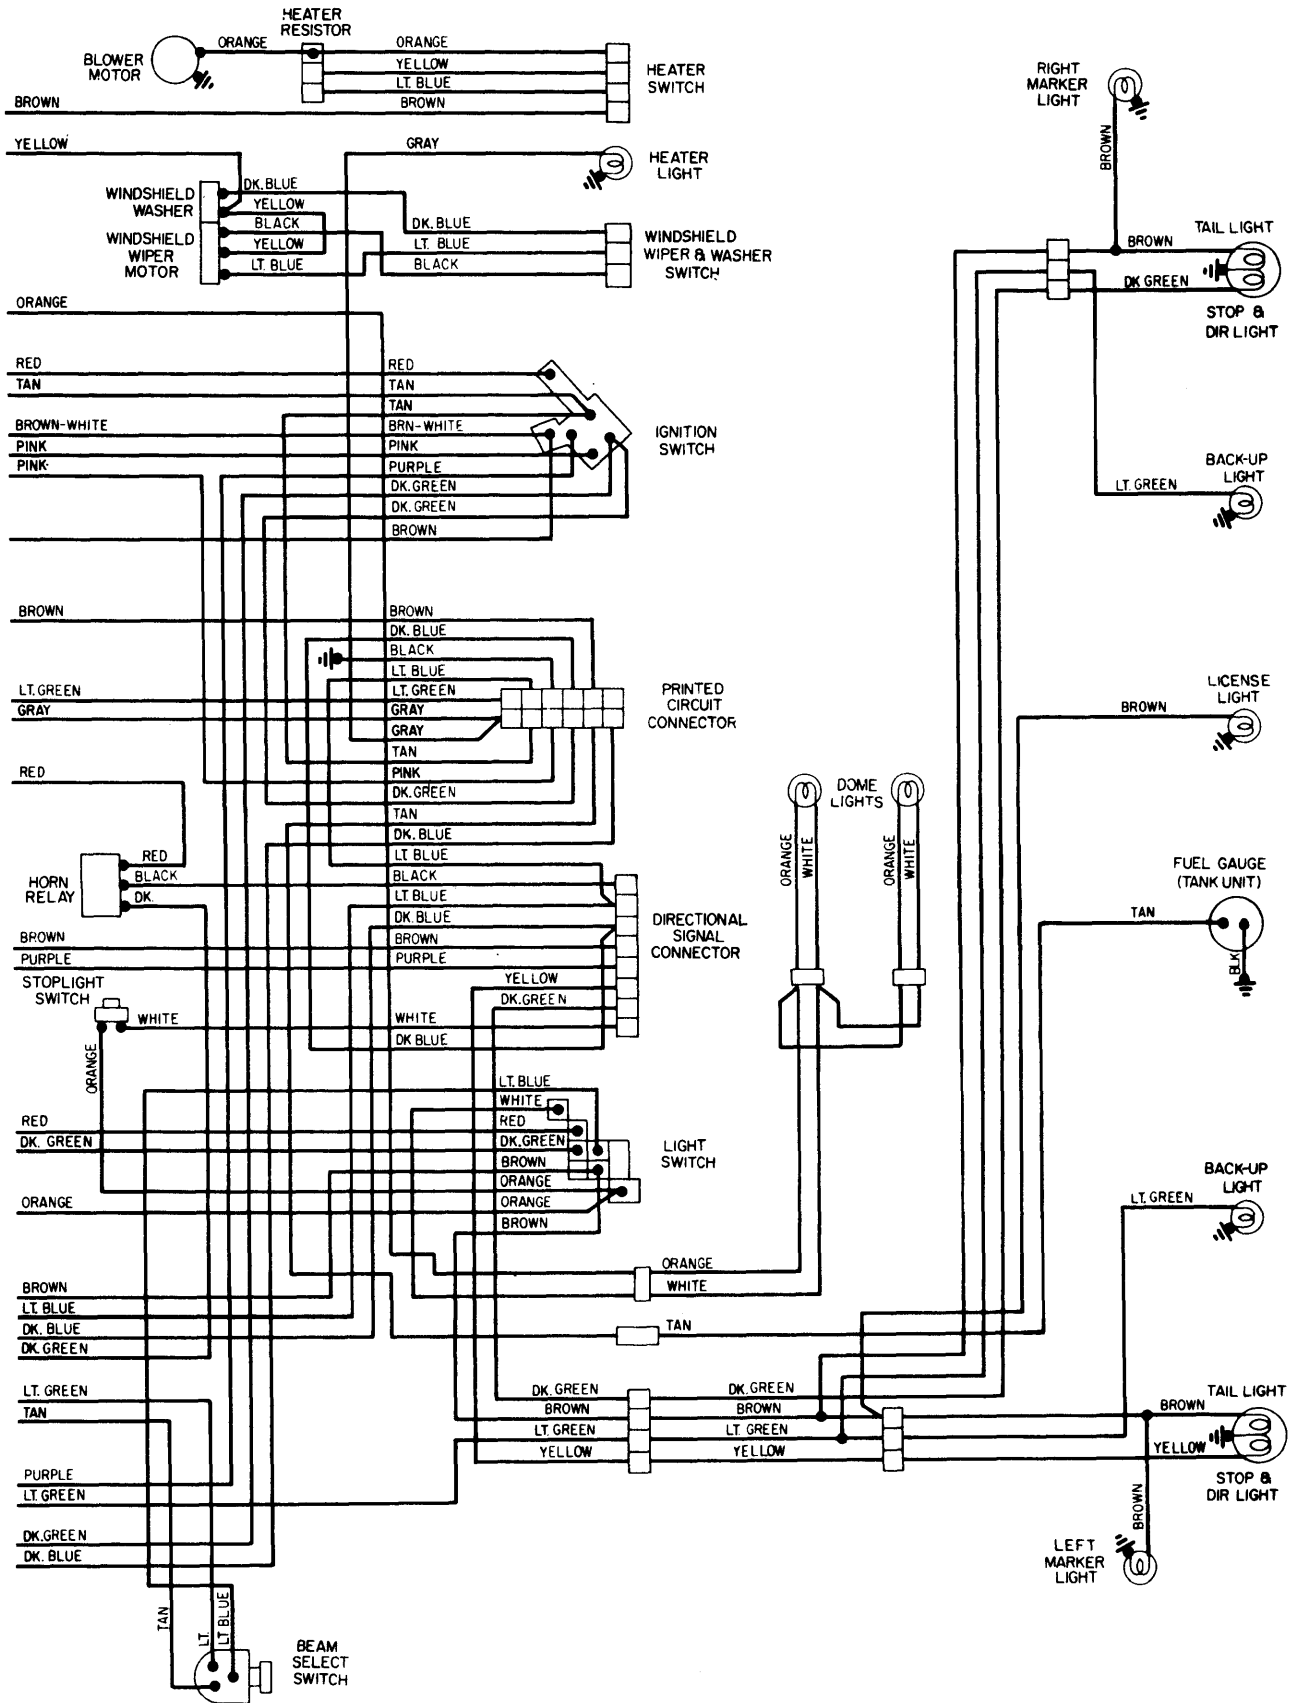 HEATER
RESISTOR
ORANGE
ORANGE
BLOWER
MOTOR
YELLOW
LT. BLUE
HEATER
SWITCH
BROWN
BROWN
RIGHT
MARKER
LIGHT
BROWN
YELLOW
GRAY
HEATER
LIGHT
WINDSHIELD
WASHER
DK. BLUE
YELLOW
BLACK
YELLOW
LT. BLUE
WINDSHIELD
WIPER
MOTOR
DK. BLUE
LT. BLUE
BLACK
WINDSHIELD
WIPER & WASHER
SWITCH
TAIL LIGHT
BROWN
DK GREEN
STOP &
DIR LIGHT
ORANGE
RED
RED
TAN
TAN
TAN
BROWN-WHITE
BRN-WHITE
PINK
PINK
PINK
PURPLE
DK. GREEN
DK. GREEN
BROWN
IGNITION
SWITCH
BACK-UP
LIGHT
LT. GREEN
BROWN
BROWN
DK. BLUE
BLACK
LT. BLUE
LT. GREEN
LT. GREEN
GRAY
GRAY
GRAY
TAN
PINK
DK. GREEN
TAN
DK. BLUE
LT. BLUE
PRINTED
CIRCUIT
CONNECTOR
LICENSE
LIGHT
BROWN
RED
DOME
LIGHTS
ORANGE
WHITE
ORANGE
WHITE
HORN
RELAY
RED
BLACK
DK.
BLACK
LT. BLUE
DK. BLUE
BROWN
BROWN
PURPLE
PURPLE
YELLOW
DK. GREEN
DIRECTIONAL
SIGNAL
CONNECTOR
FUEL GAUGE
(TANK UNIT)
TAN
BLK
STOPLIGHT
SWITCH
WHITE
WHITE
DK BLUE
ORANGE
LT. BLUE
WHITE
RED
RED
DK. GREEN
DK. GREEN
BROWN
ORANGE
ORANGE
ORANGE
BROWN
LIGHT
SWITCH
BACK-UP
LIGHT
LT. GREEN
ORANGE
WHITE
TAN
BROWN
LT. BLUE
DK. BLUE
DK. GREEN
LT. GREEN
TAN
DK. GREEN
DK. GREEN
BROWN
BROWN
LT. GREEN
LT. GREEN
YELLOW
YELLOW
TAIL LIGHT
BROWN
YELLOW
STOP &
DIR LIGHT
PURPLE
LT. GREEN
BROWN
DK. GREEN
DK. BLUE
LEFT
MARKER
LIGHT
TAN
LT.
LT BLUE
BEAM
SELECT
SWITCH